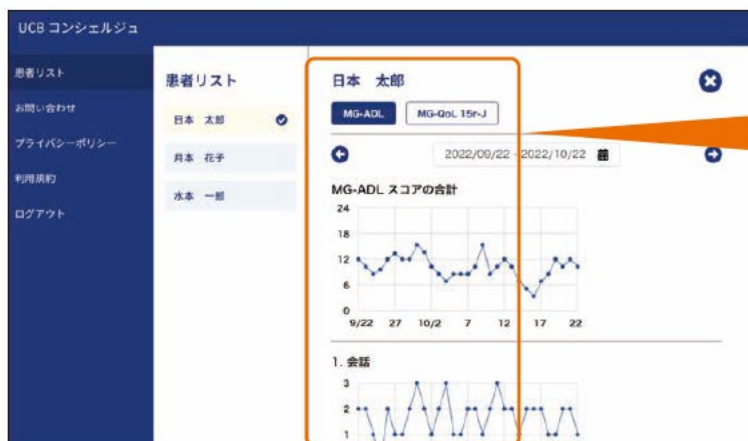 UCB コンシェルジュ
患者リスト
お問い合わせ
プライバシーポリシー
利用規約
ログアウト
患者リスト
日本 太郎
月本 花子
水本 一郎
日本 太郎
MG-ADL MG-QoL 15r-J
2022/09/22 - 2022/10/22
MG-ADL スコアの合計
24
18
12
6
0
9/22 27 10/2 7 12 17 22
1. 会話
3
2
1